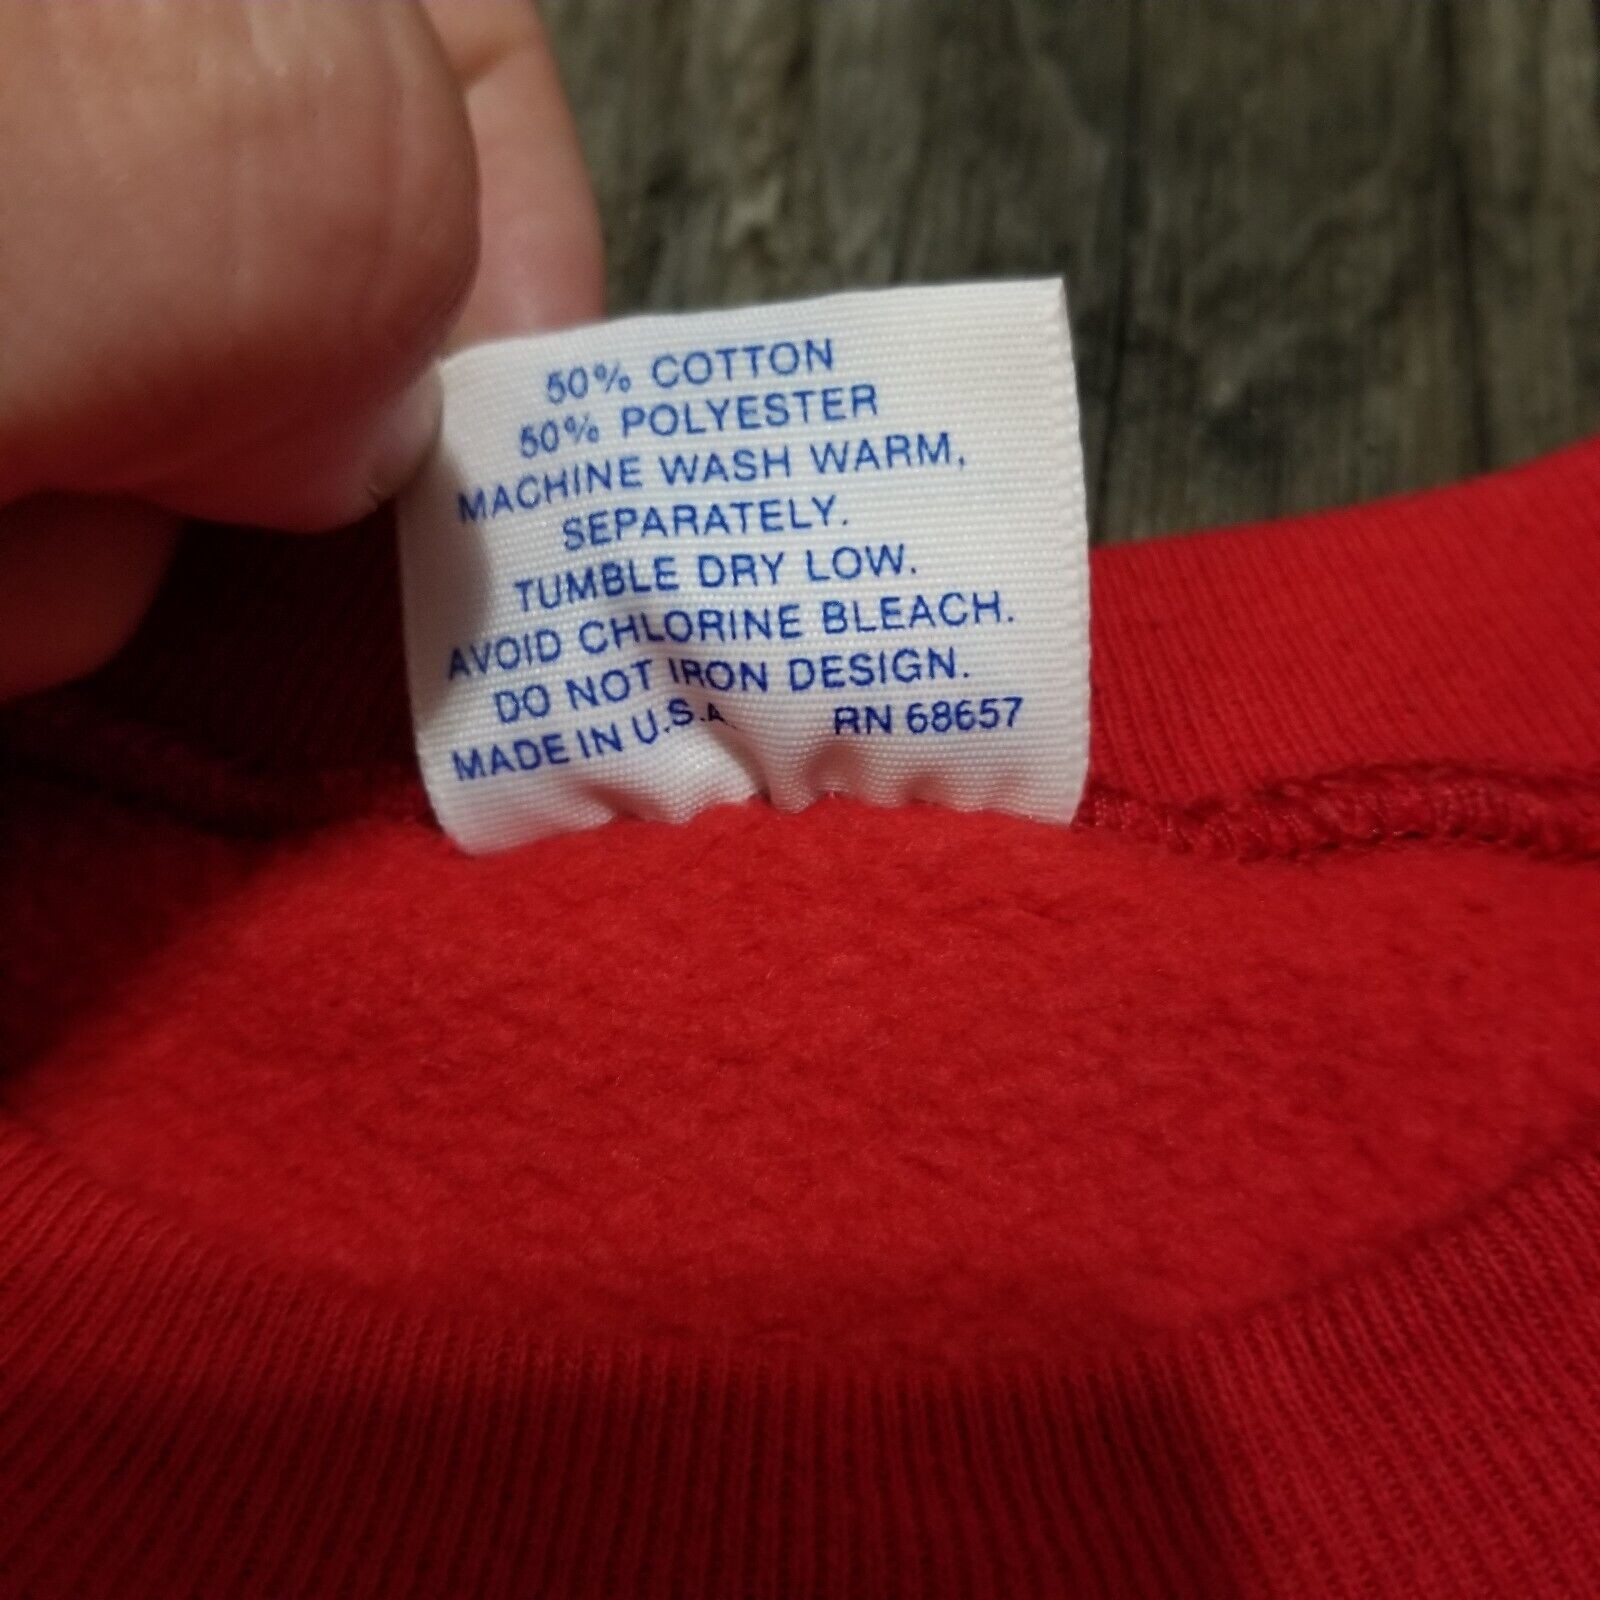 50% COTTON
50% POLYESTER
MACHINE WASH WARM,
SEPARATELY.
TUMBLE DRY LOW.
AVOID CHLORINE BLEACH.
DO NOT IRON DESIGN.
MADE IN U.S.A. RN 68657